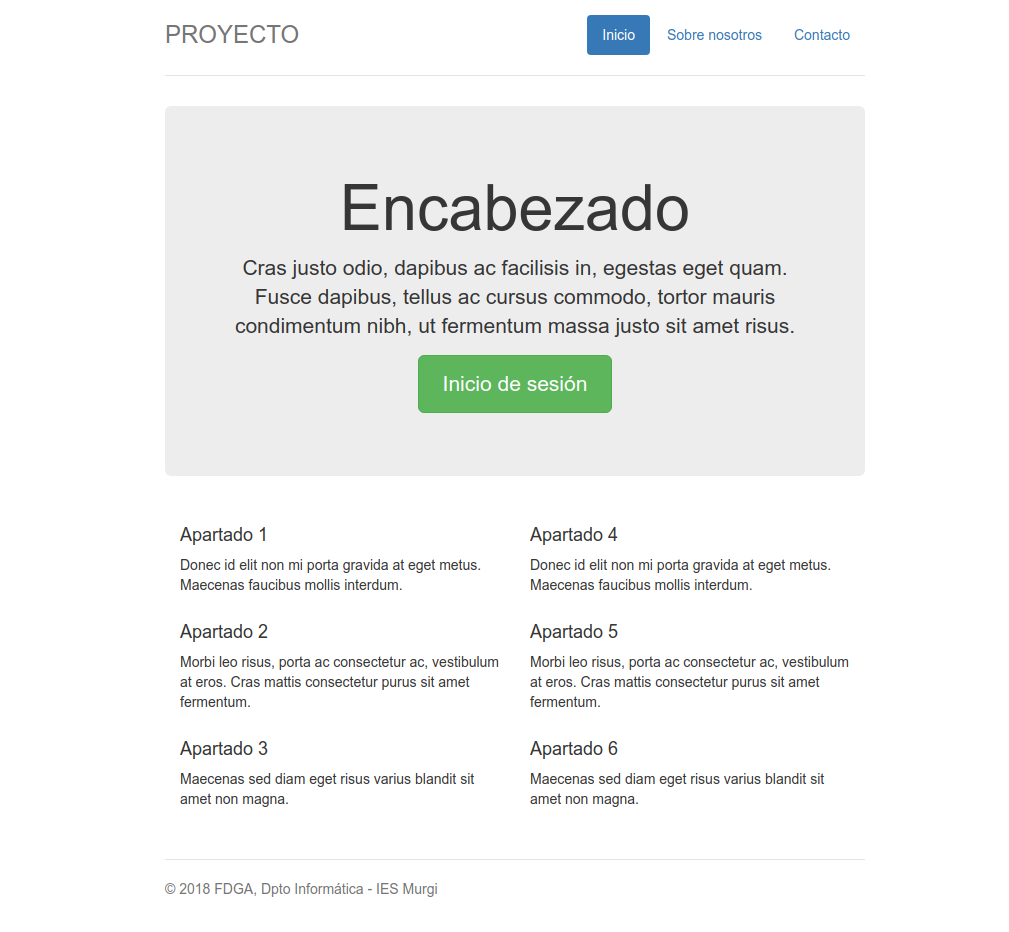 PROYECTO
Inicio
Sobre nosotros
Contacto
Encabezado
Cras justo odio, dapibus ac facilisis in, egestas eget quam.
Fusce dapibus, tellus ac cursus commodo, tortor mauris
condimentum nibh, ut fermentum massa justo sit amet risus.
Inicio de sesión
Apartado 1
Donec id elit non mi porta gravida at eget metus.
Maecenas faucibus mollis interdum.
Apartado 2
Morbi leo risus, porta ac consectetur ac, vestibulum
at eros. Cras mattis consectetur purus sit amet
fermentum.
Apartado 3
Maecenas sed diam eget risus varius blandit sit
amet non magna.
Apartado 4
Donec id elit non mi porta gravida at eget metus.
Maecenas faucibus mollis interdum.
Apartado 5
Morbi leo risus, porta ac consectetur ac, vestibulum
at eros. Cras mattis consectetur purus sit amet
fermentum.
Apartado 6
Maecenas sed diam eget risus varius blandit sit
amet non magna.
© 2018 FDGA, Dpto Informática - IES Murgi